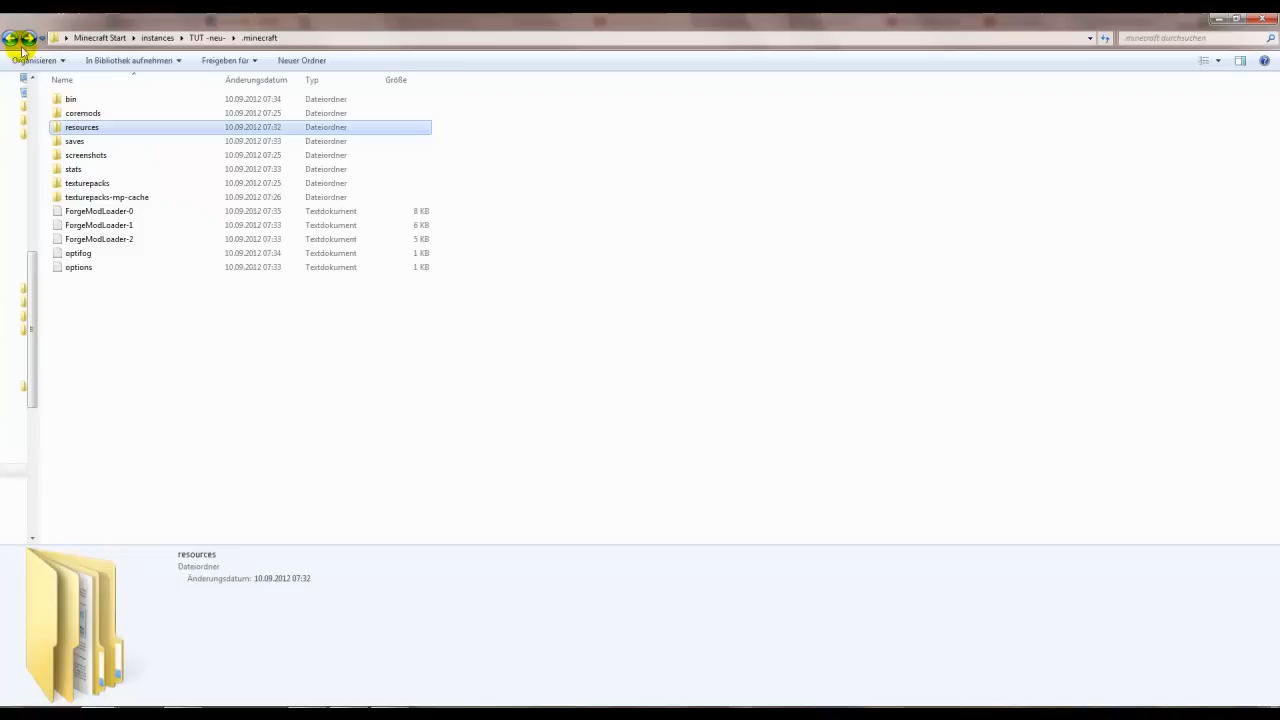 Minecraft Start instances TUT -neu- .minecraft minecraft durchsuchen
Organisieren In Bibliothek aufnehmen Freigeben für Neuer Ordner
Name Änderungsdatum Typ Größe
bin 10.09.2012 07:34 Dateiordner
coremods 10.09.2012 07:25 Dateiordner
resources 10.09.2012 07:32 Dateiordner
saves 10.09.2012 07:33 Dateiordner
screenshots 10.09.2012 07:25 Dateiordner
stats 10.09.2012 07:33 Dateiordner
texturepacks 10.09.2012 07:25 Dateiordner
texturepacks-mp-cache 10.09.2012 07:26 Dateiordner
ForgeModLoader-0 10.09.2012 07:35 Textdokument 8 KB
ForgeModLoader-1 10.09.2012 07:33 Textdokument 6 KB
ForgeModLoader-2 10.09.2012 07:33 Textdokument 5 KB
optifog 10.09.2012 07:34 Textdokument 1 KB
options 10.09.2012 07:33 Textdokument 1 KB
resources
Dateiordner
Änderungsdatum: 10.09.2012 07:32